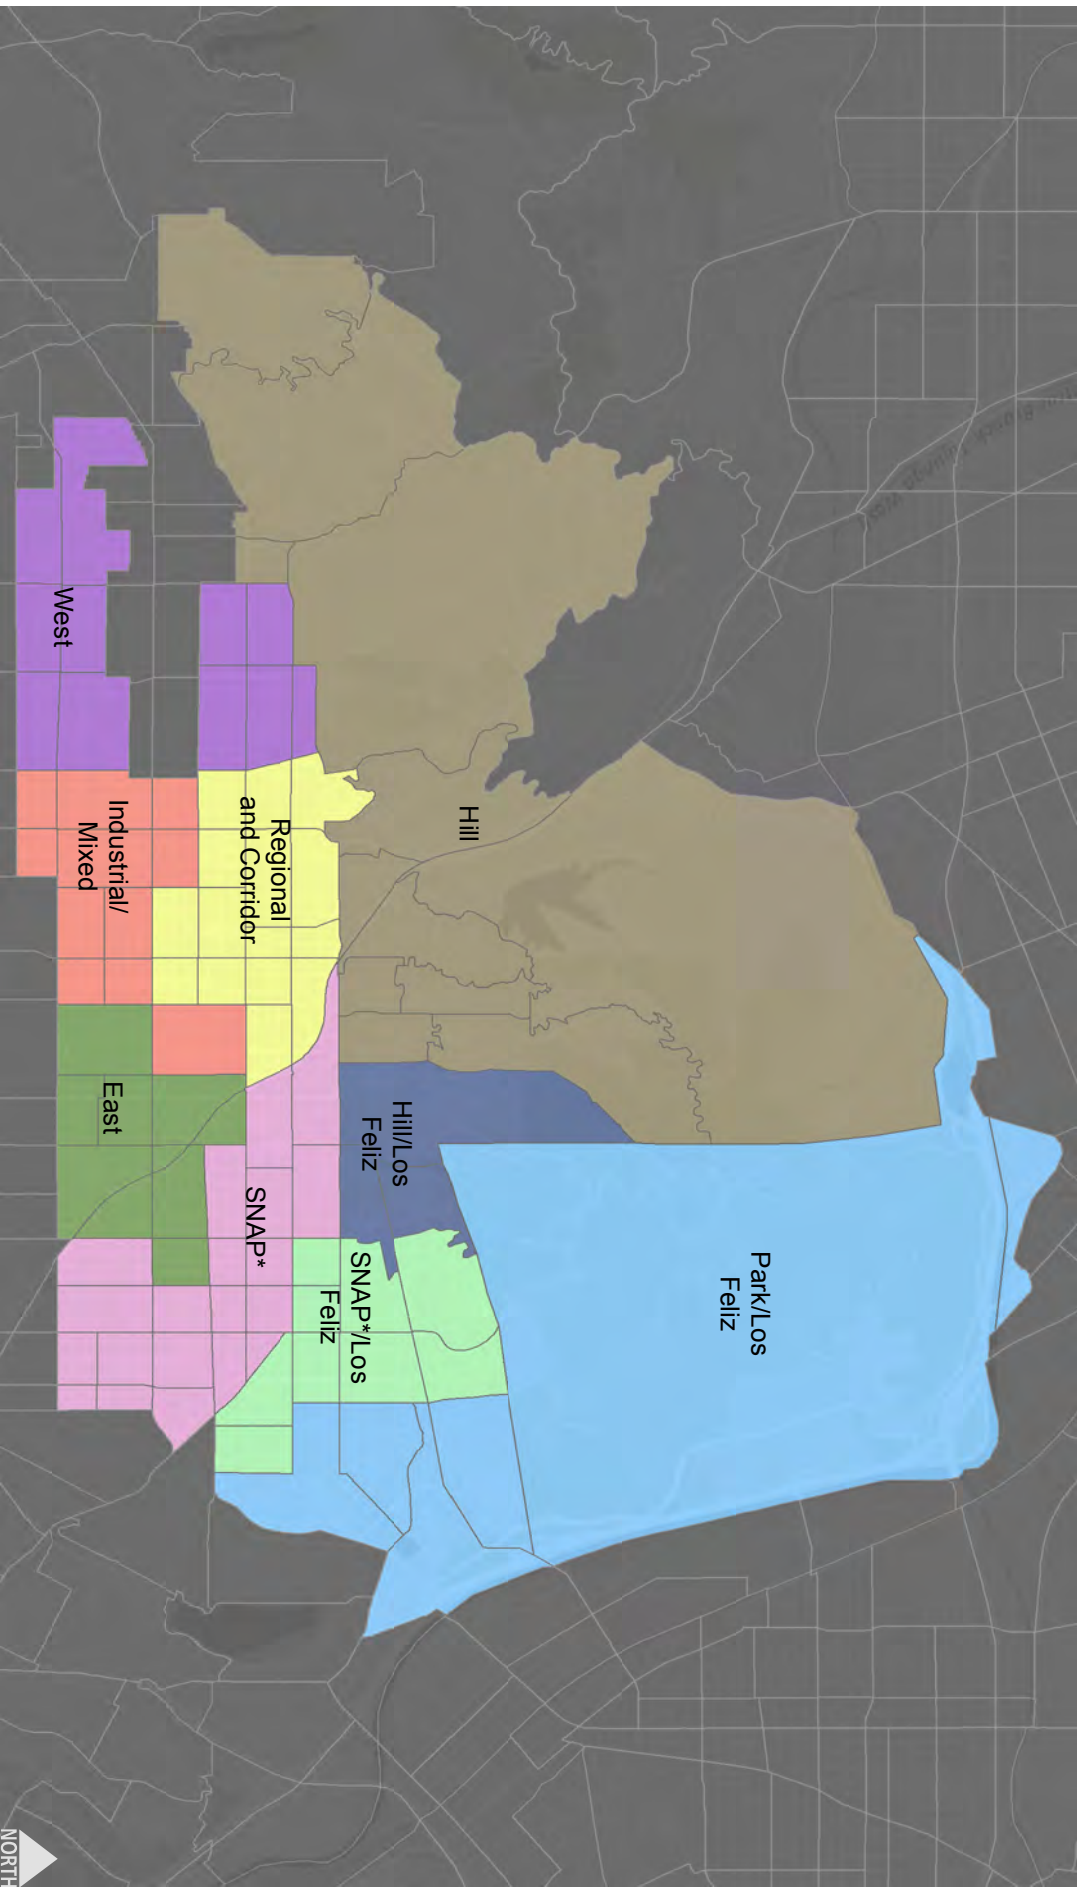 Hill
Park/Los
Feliz
Hill/Los
Feliz
SNAP*/Los
Feliz
Regional
and Corridor
SNAP*
Industrial/
Mixed
East
West
NORTH